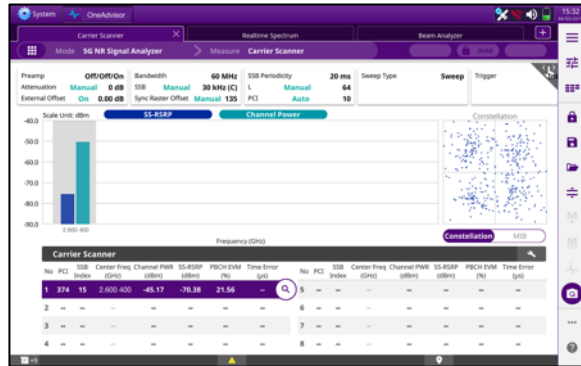 System OneAdvisor 15:32
Carrier Scanner X Realtime Spectrum Beam Analyzer +
Mode 5G NR Signal Analyzer Measure Carrier Scanner Hold
Preamp Off/Off/On Bandwidth 60 MHz SSB Periodicity 20 ms Sweep Type Sweep Trigger
Attenuation Manual 0 dB SSB Manual 30 kHz (C) L Manual 64
External Offset On 0.00 dB Sync Raster Offset Manual 135 PCI Auto 10
Scale Unit: dBm SS-RSRP Channel Power Constellation
-40.0
-50.0
-60.0
-70.0
-80.0
-90.0
2.600 400
Frequency (GHz)
Constellation MIB
Carrier Scanner
No PCI SSB Index Center Freq (GHz) Channel PWR (dBm) SS-RSRP (dBm) PBCH EVM (%) Time Error (μs) No PCI SSB Index Center Freq (GHz) Channel PWR (dBm) SS-RSRP (dBm) PBCH EVM (%) Time Error (μs)
1 374 15 2.600 400 -45.17 -70.38 21.56 -- 5 -- -- -- -- -- -- --
2 -- -- -- -- -- -- -- 6 -- -- -- -- -- -- --
3 -- -- -- -- -- -- -- 7 -- -- -- -- -- -- --
4 -- -- -- -- -- -- -- 8 -- -- -- -- -- -- --